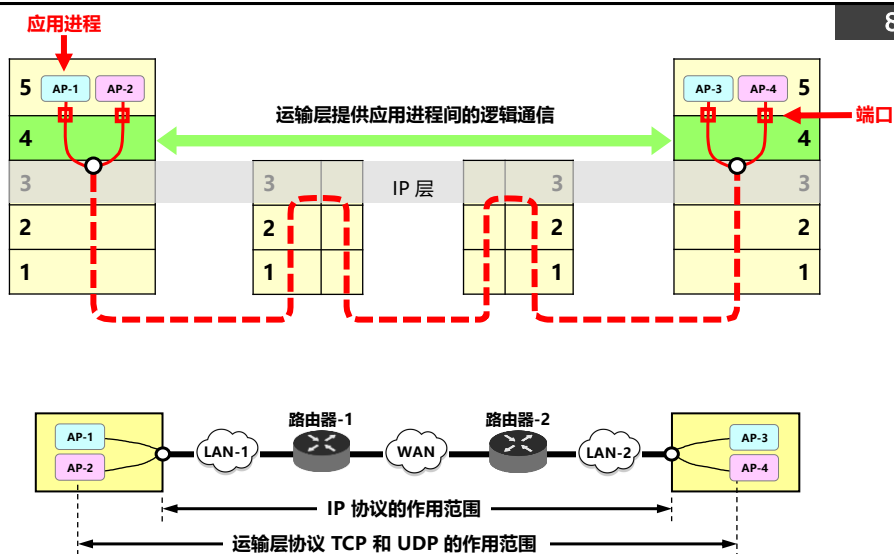 8
应用进程
5 AP-1 AP-2
AP-3 AP-4 5
运输层提供应用进程间的逻辑通信
端口
4
4
3
3
IP 层
3
3
2
2
2
2
1
1
1
1
路由器-1
路由器-2
AP-1
AP-2
LAN-1
WAN
LAN-2
AP-3
AP-4
IP 协议的作用范围
运输层协议 TCP 和 UDP 的作用范围